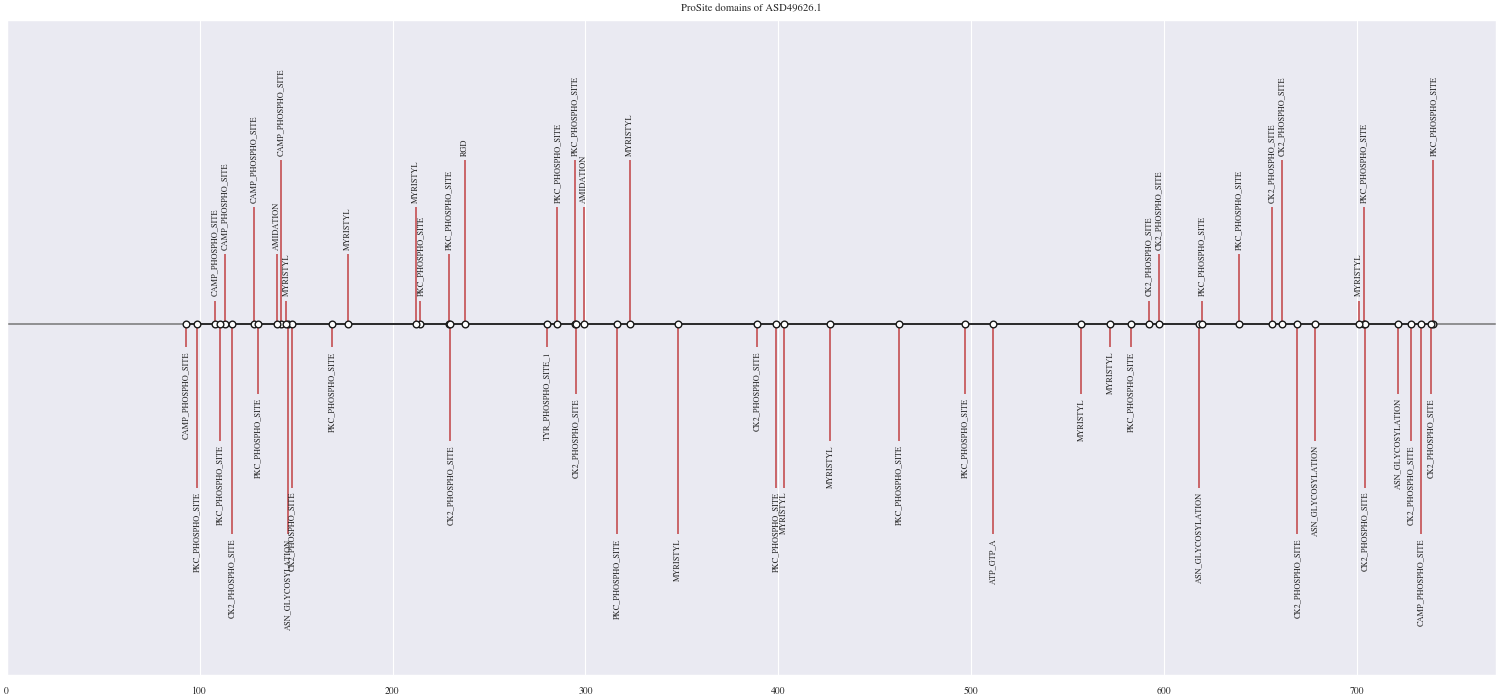 ProSite domains of ASD49626.1
CAMP_PHOSPHO_SITE
PKC_PHOSPHO_SITE
CAMP_PHOSPHO_SITE
PKC_PHOSPHO_SITE
CAMP_PHOSPHO_SITE
CK2_PHOSPHO_SITE
CAMP_PHOSPHO_SITE
PKC_PHOSPHO_SITE
AMIDATION
CAMP_PHOSPHO_SITE
MYRISTYL
ASN_GLYCOSYLATION
CK2_PHOSPHO_SITE
PKC_PHOSPHO_SITE
MYRISTYL
MYRISTYL
PKC_PHOSPHO_SITE
PKC_PHOSPHO_SITE
CK2_PHOSPHO_SITE
RGD
TYR_PHOSPHO_SITE_1
PKC_PHOSPHO_SITE
PKC_PHOSPHO_SITE
CK2_PHOSPHO_SITE
AMIDATION
PKC_PHOSPHO_SITE
MYRISTYL
MYRISTYL
CK2_PHOSPHO_SITE
PKC_PHOSPHO_SITE
MYRISTYL
MYRISTYL
PKC_PHOSPHO_SITE
PKC_PHOSPHO_SITE
ATP_GTP_A
MYRISTYL
MYRISTYL
PKC_PHOSPHO_SITE
CK2_PHOSPHO_SITE
CK2_PHOSPHO_SITE
ASN_GLYCOSYLATION
PKC_PHOSPHO_SITE
PKC_PHOSPHO_SITE
CK2_PHOSPHO_SITE
CK2_PHOSPHO_SITE
CK2_PHOSPHO_SITE
ASN_GLYCOSYLATION
MYRISTYL
PKC_PHOSPHO_SITE
CK2_PHOSPHO_SITE
ASN_GLYCOSYLATION
CK2_PHOSPHO_SITE
CAMP_PHOSPHO_SITE
CK2_PHOSPHO_SITE
PKC_PHOSPHO_SITE
0 100 200 300 400 500 600 700